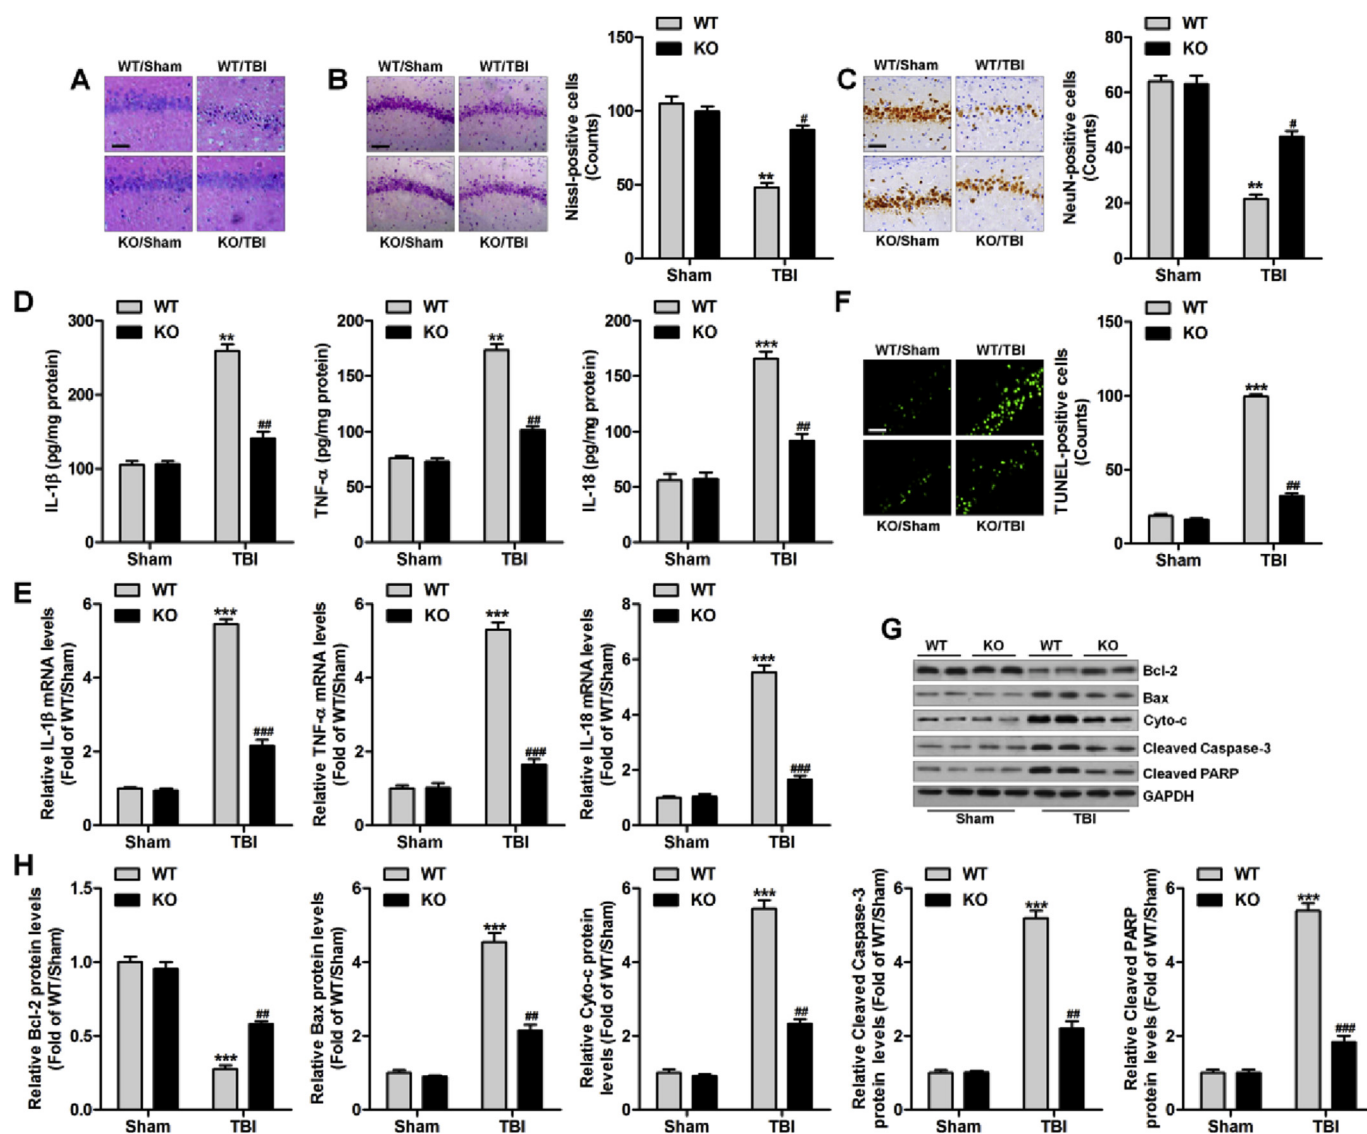 A
WT/Sham
WT/TBI
KO/Sham
KO/TBI
B
WT/Sham
WT/TBI
KO/Sham
KO/TBI
Nissl-positive cells
(Counts)
150
100
50
0
WT
KO
**
#
Sham
TBI
C
WT/Sham
WT/TBI
KO/Sham
KO/TBI
NeuN-positive cells
(Counts)
80
60
40
20
0
WT
KO
**
#
Sham
TBI
D
IL-1β (pg/mg protein)
300
200
100
0
WT
KO
**
##
Sham
TBI
TNF-α (pg/mg protein)
200
150
100
50
0
WT
KO
**
##
Sham
TBI
IL-18 (pg/mg protein)
200
150
100
50
0
WT
KO
***
##
Sham
TBI
F
WT/Sham
WT/TBI
KO/Sham
KO/TBI
TUNEL-positive cells
(Counts)
150
100
50
0
WT
KO
***
##
Sham
TBI
E
Relative IL-1β mRNA levels
(Fold of WT/Sham)
6
4
2
0
WT
KO
***
###
Sham
TBI
Relative TNF-α mRNA levels
(Fold of WT/Sham)
6
4
2
0
WT
KO
***
###
Sham
TBI
Relative IL-18 mRNA levels
(Fold of WT/Sham)
8
6
4
2
0
WT
KO
***
###
Sham
TBI
G
WT KO WT KO
Bcl-2
Bax
Cyto-c
Cleaved Caspase-3
Cleaved PARP
GAPDH
Sham TBI
H
Relative Bcl-2 protein levels
(Fold of WT/Sham)
1.5
1.0
0.5
0.0
WT
KO
***
##
Sham
TBI
Relative Bax protein levels
(Fold of WT/Sham)
6
4
2
0
WT
KO
***
##
Sham
TBI
Relative Cyto-c protein
levels (Fold of WT/Sham)
6
4
2
0
WT
KO
***
##
Sham
TBI
Relative Cleaved Caspase-3
protein levels (Fold of WT/Sham)
6
4
2
0
WT
KO
***
##
Sham
TBI
Relative Cleaved PARP
protein levels (Fold of WT/Sham)
6
4
2
0
WT
KO
***
###
Sham
TBI